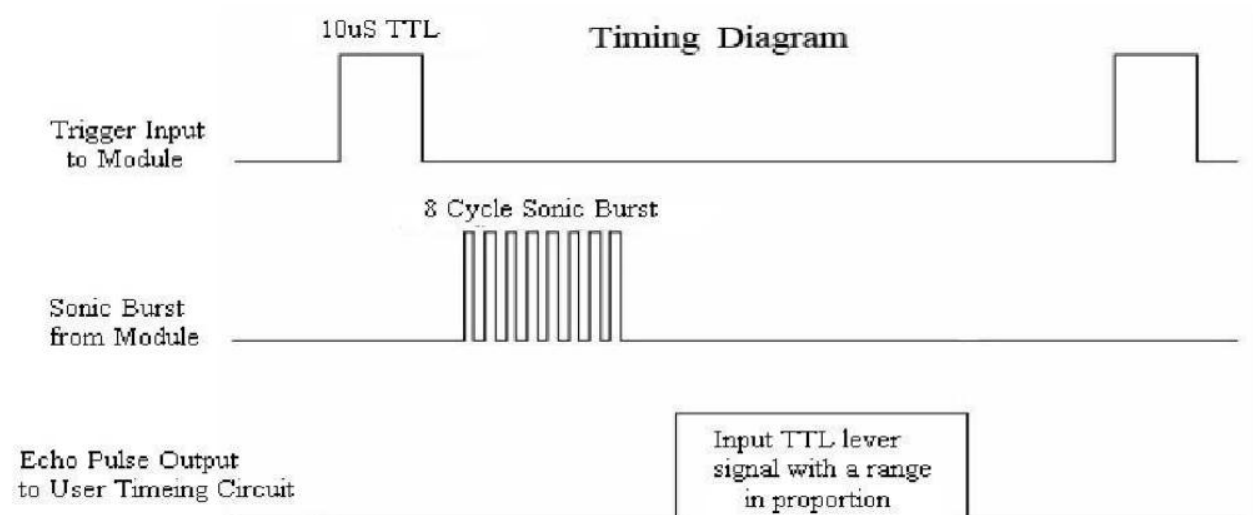 10uS TTL
Timing Diagram
Trigger Input
to Module
8 Cycle Sonic Burst
Sonic Burst
from Module
Echo Pulse Output
to User Timeing Circuit
Input TTL lever
signal with a range
in proportion